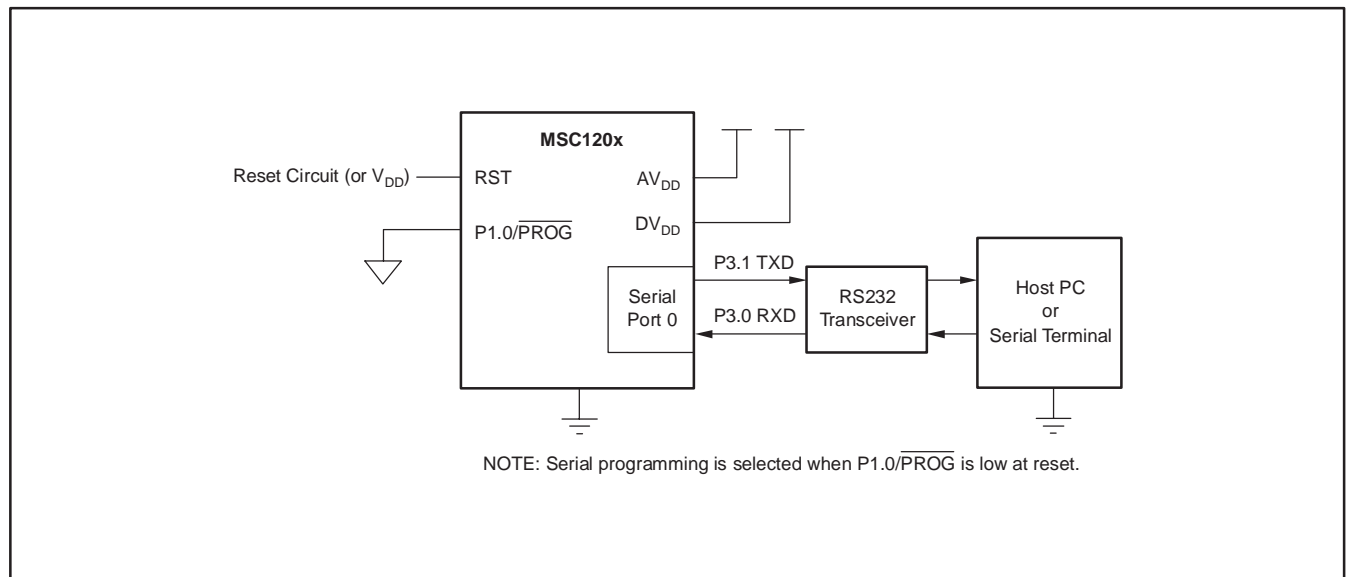 MSC120x
Reset Circuit (or VDD)
RST
AVDD
P1.0/PROG
DVDD
Serial
Port 0
P3.1 TXD
P3.0 RXD
RS232
Transceiver
Host PC
or
Serial Terminal
NOTE: Serial programming is selected when P1.0/PROG is low at reset.